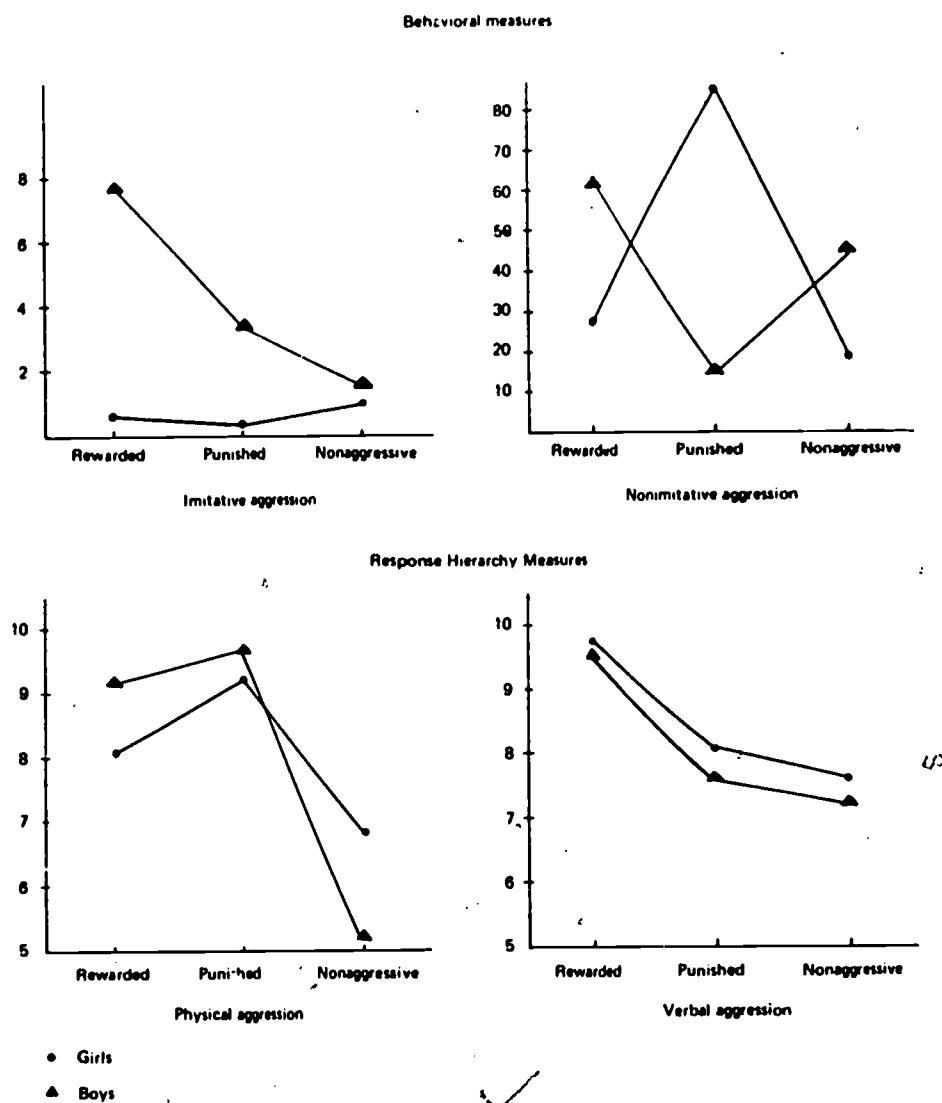 Behavioral measures
8
6
4
2
Rewarded Punished Nonaggressive
Imitative aggression
80
70
60
50
40
30
20
10
Rewarded Punished Nonaggressive
Nonimitative aggression
Response Hierarchy Measures
10
9
8
7
6
5
Rewarded Punished Nonaggressive
Physical aggression
10
9
8
7
6
5
Rewarded Punished Nonaggressive
Verbal aggression
Girls
Boys